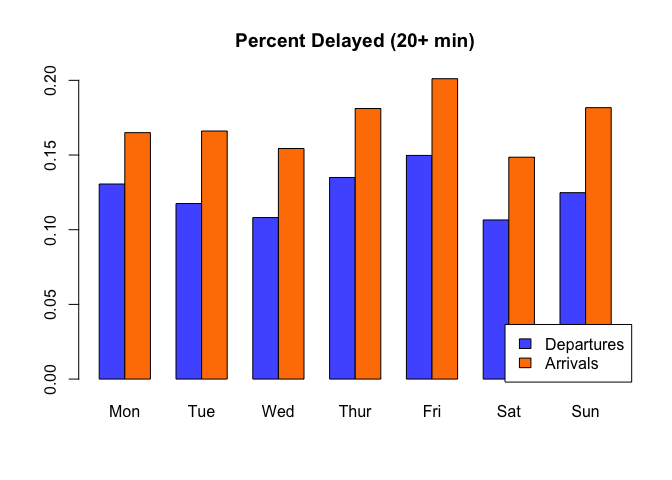 Percent Delayed (20+ min)
0.20
0.15
0.10
0.05
0.00
Departures
Arrivals
Mon Tue Wed Thur Fri Sat Sun